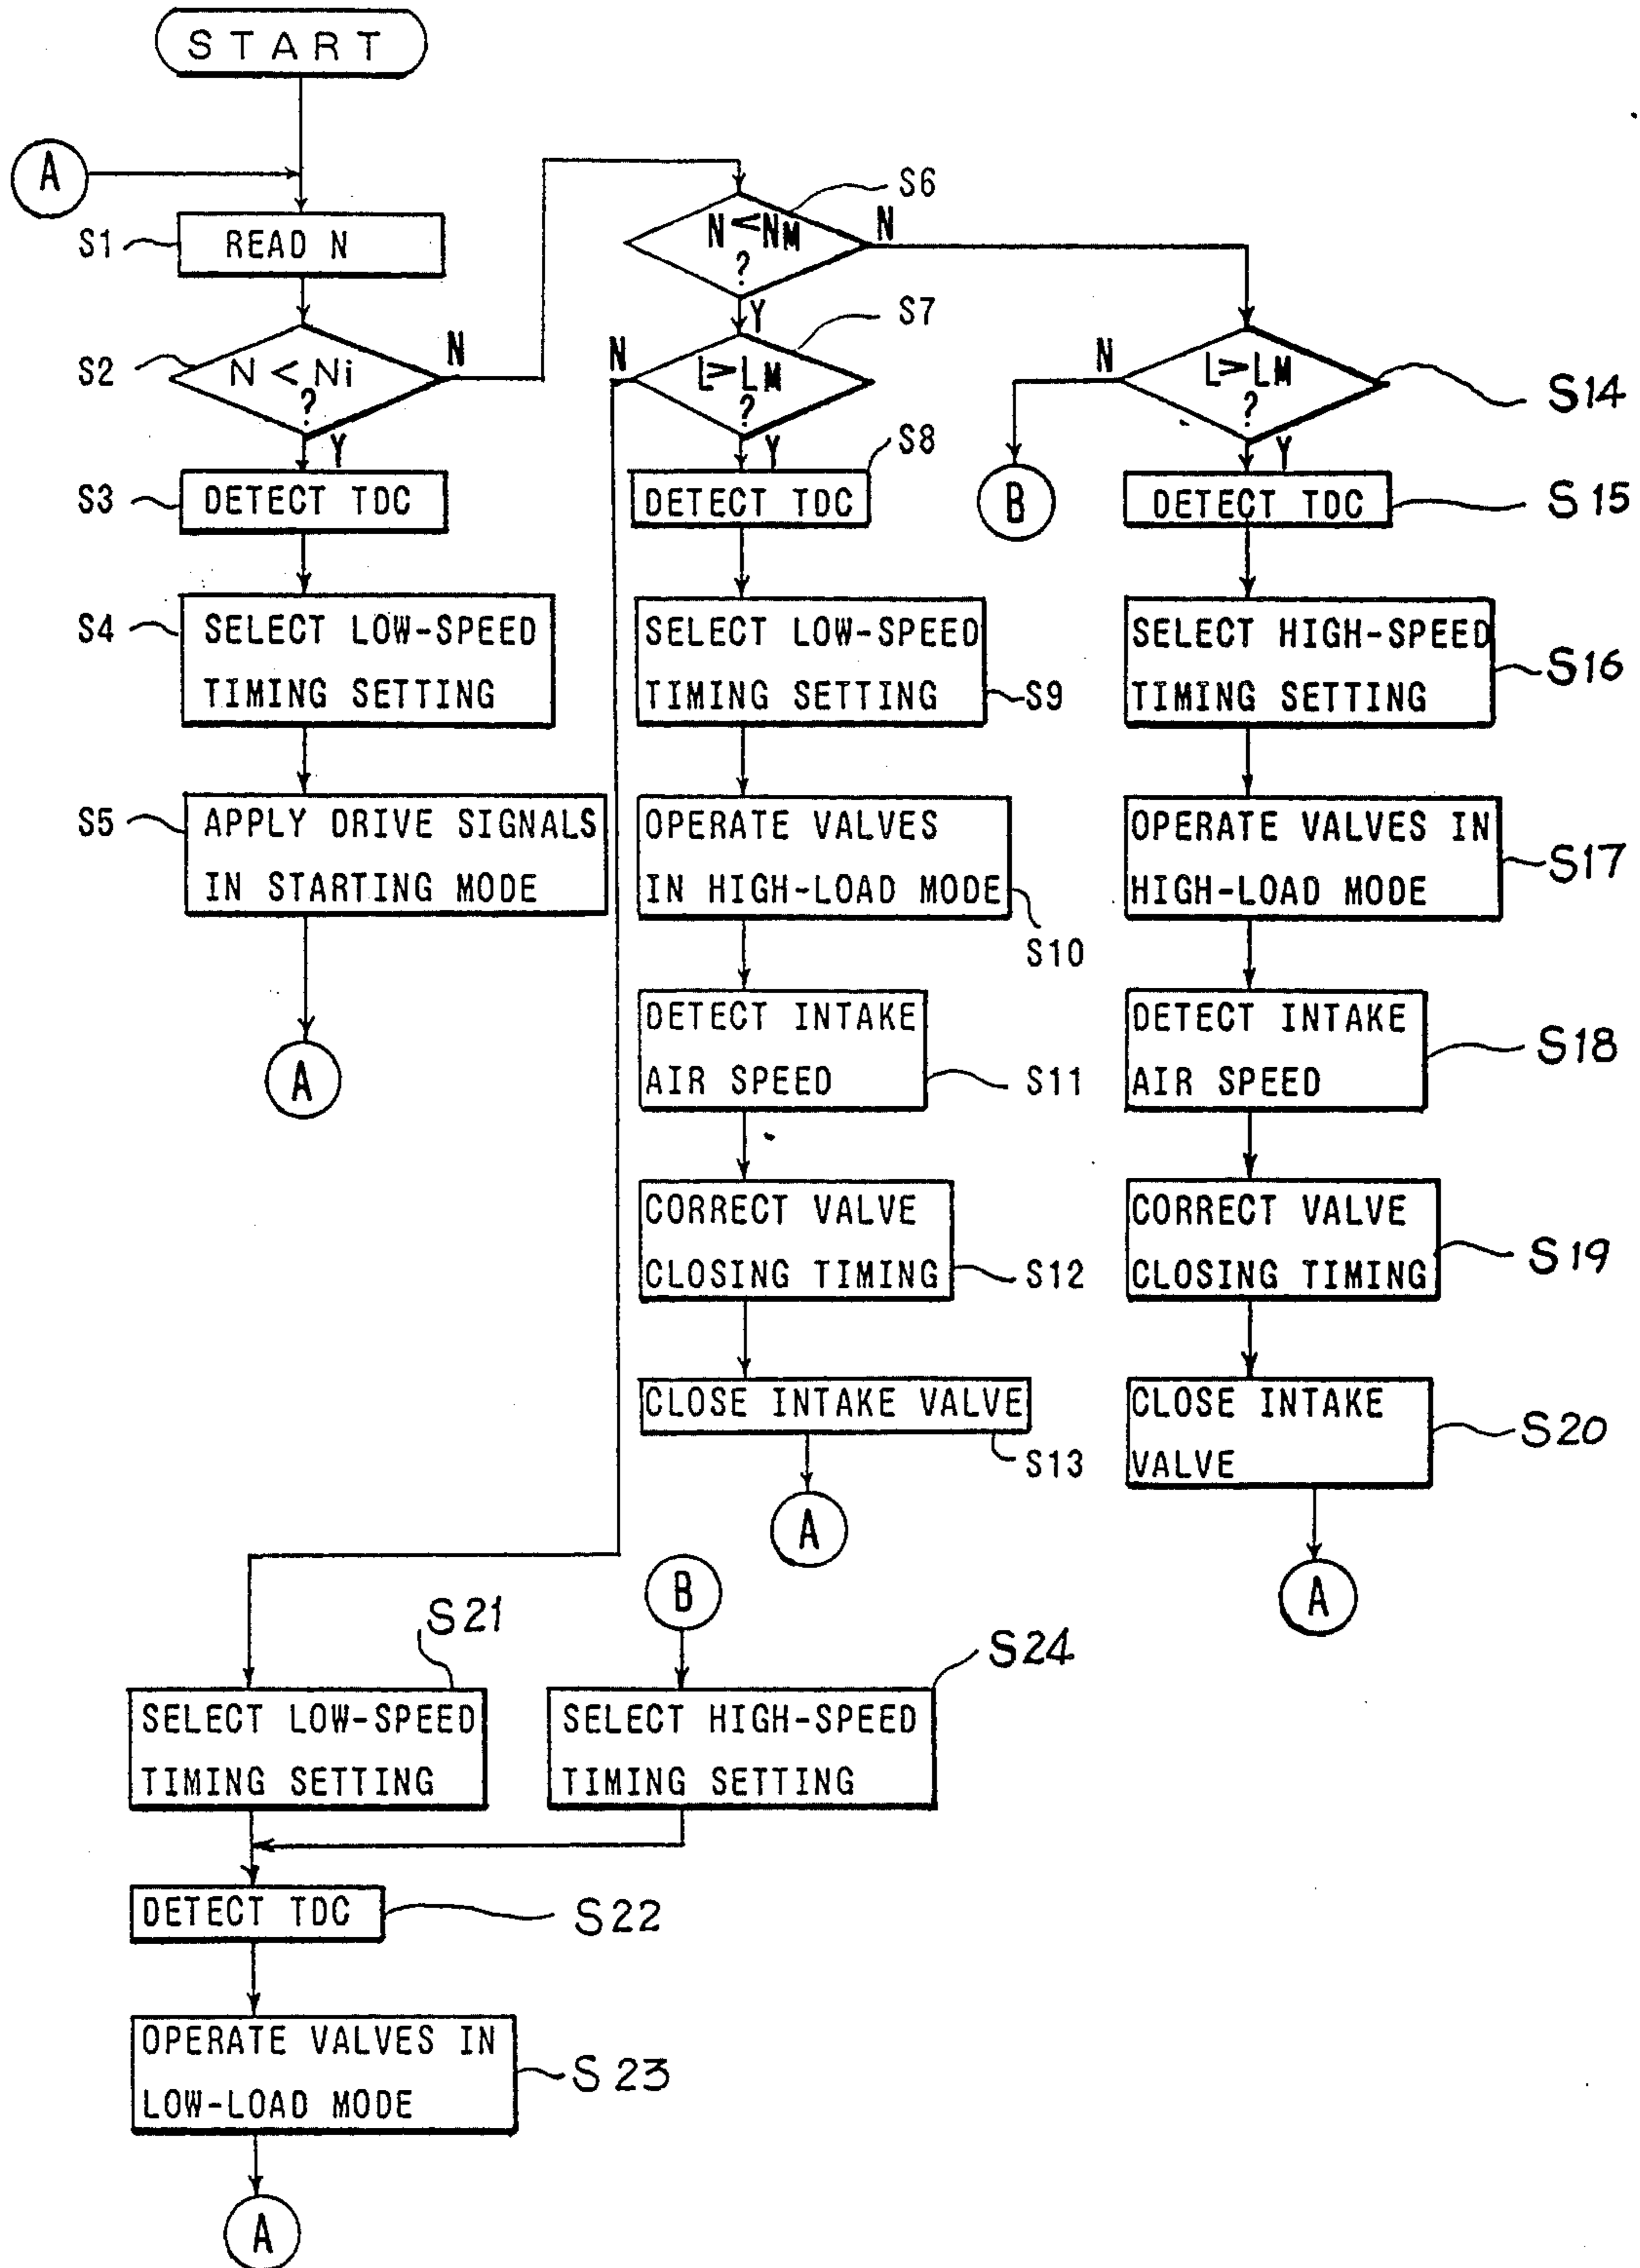 START
A
S1
READ N
S2
N < Ni
?
N
Y
S3
DETECT TDC
S4
SELECT LOW-SPEED
TIMING SETTING
S5
APPLY DRIVE SIGNALS
IN STARTING MODE
A
S6
N < NM
?
N
Y
S7
L > LM
?
N
Y
S8
DETECT TDC
SELECT LOW-SPEED
TIMING SETTING
S9
OPERATE VALVES
IN HIGH-LOAD MODE
S10
DETECT INTAKE
AIR SPEED
S11
CORRECT VALVE
CLOSING TIMING
S12
CLOSE INTAKE VALVE
S13
A
N
L > LM
?
S14
Y
B
DETECT TDC
S15
SELECT HIGH-SPEED
TIMING SETTING
S16
OPERATE VALVES IN
HIGH-LOAD MODE
S17
DETECT INTAKE
AIR SPEED
S18
CORRECT VALVE
CLOSING TIMING
S19
CLOSE INTAKE
VALVE
S20
A
S21
SELECT LOW-SPEED
TIMING SETTING
B
S24
SELECT HIGH-SPEED
TIMING SETTING
DETECT TDC
S22
OPERATE VALVES IN
LOW-LOAD MODE
S23
A